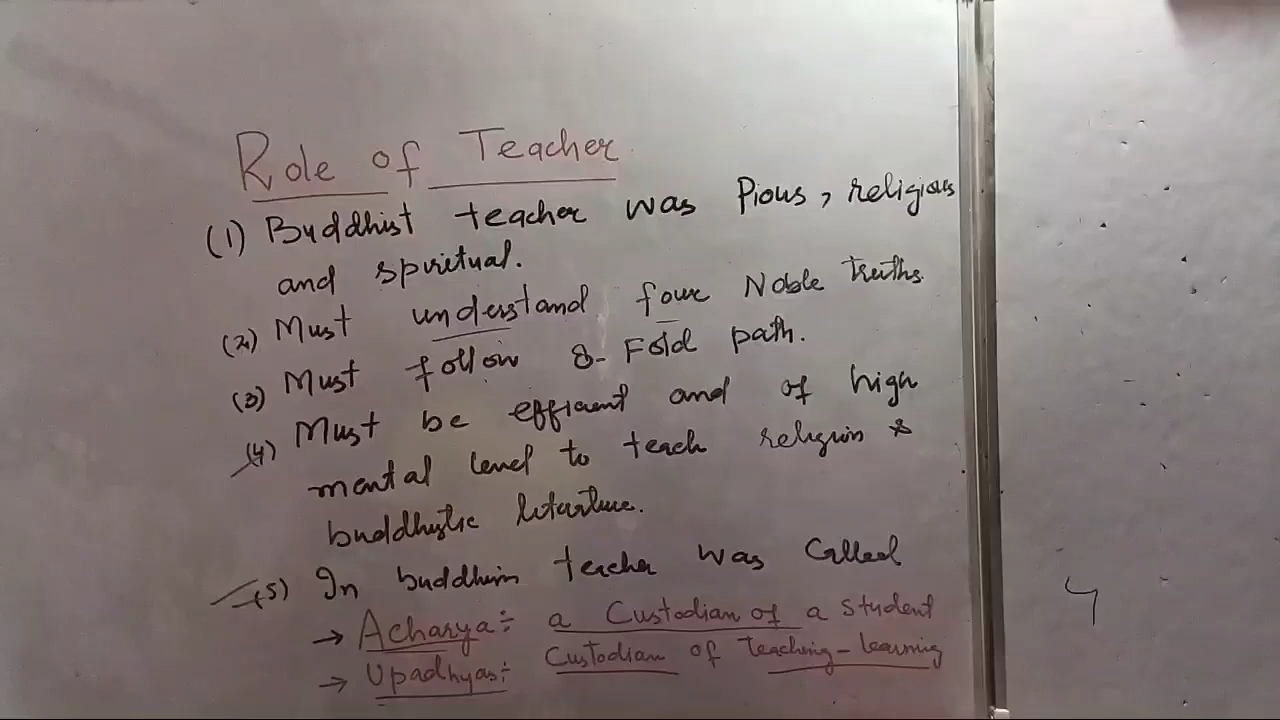 Role of Teacher
(1) Buddhist teacher was Pious, religious
and spiritual.
(2) Must understand four Noble truths
(3) Must follow 8-Fold path.
(4) Must be efficient and of high
mental level to teach religion &
buddhistic literature.
(5) In buddhism teacher was called
→ Acharya÷ a Custodian of a student
→ Upadhyas÷ Custodian of Teaching-learning
4